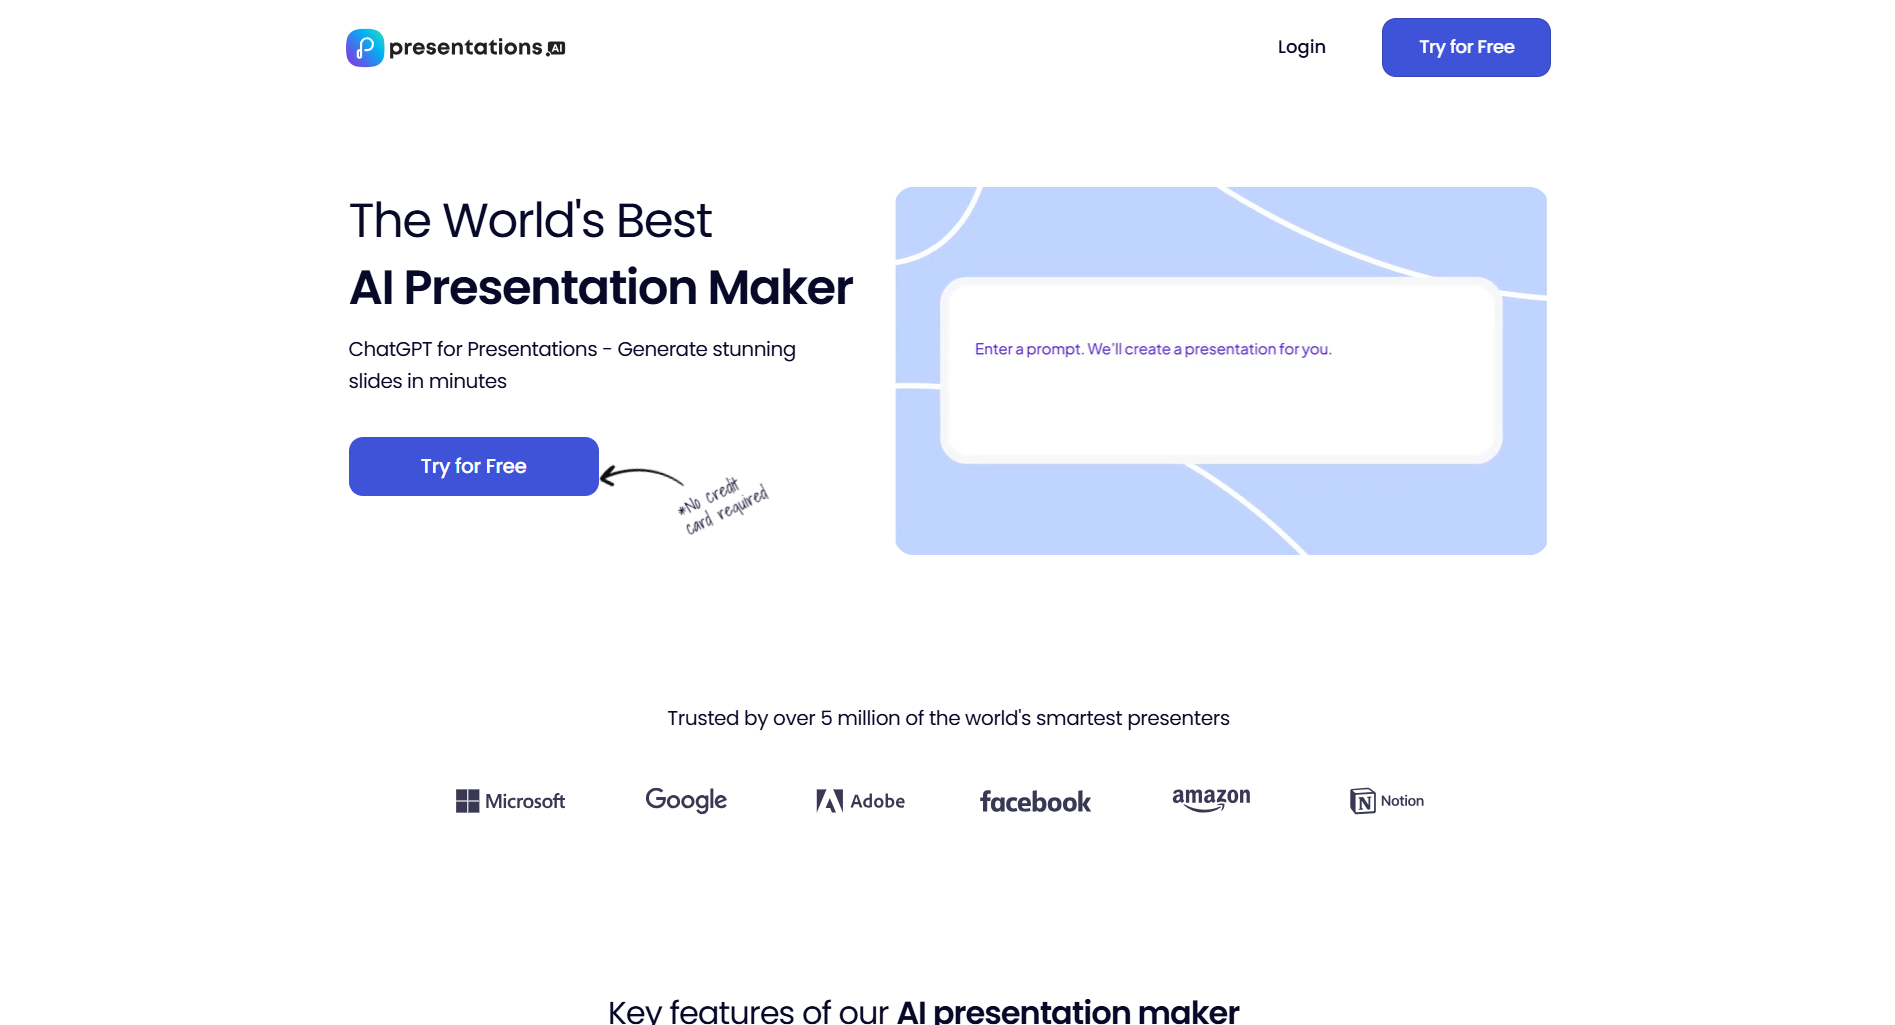 presentations.AI
Login
Try for Free
The World's Best
AI Presentation Maker
ChatGPT for Presentations - Generate stunning
slides in minutes
Try for Free
*No credit
card required
Enter a prompt. We'll create a presentation for you.
Trusted by over 5 million of the world's smartest presenters
Microsoft
Google
Adobe
facebook
amazon
Notion
Key features of our AI presentation maker